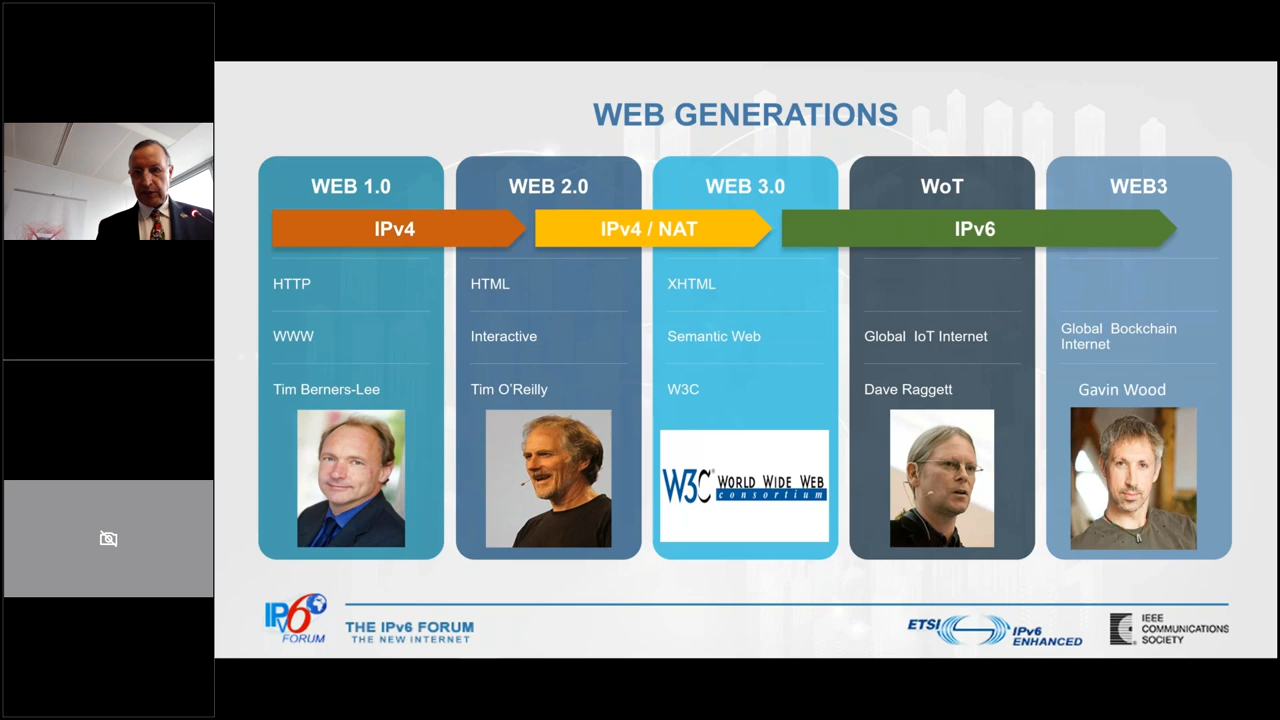 WEB GENERATIONS
WEB 1.0
WEB 2.0
WEB 3.0
WoT
WEB3
IPv4
IPv4 / NAT
IPv6
HTTP
HTML
XHTML
WWW
Interactive
Semantic Web
Global IoT Internet
Global Bockchain
Internet
Tim Berners-Lee
Tim O'Reilly
W3C
Dave Raggett
Gavin Wood
W3C® WORLD WIDE WEB
consortium
IPv6
FORUM
THE IPv6 FORUM
THE NEW INTERNET
ETSI
IPv6
ENHANCED
IEEE
COMMUNICATIONS
SOCIETY